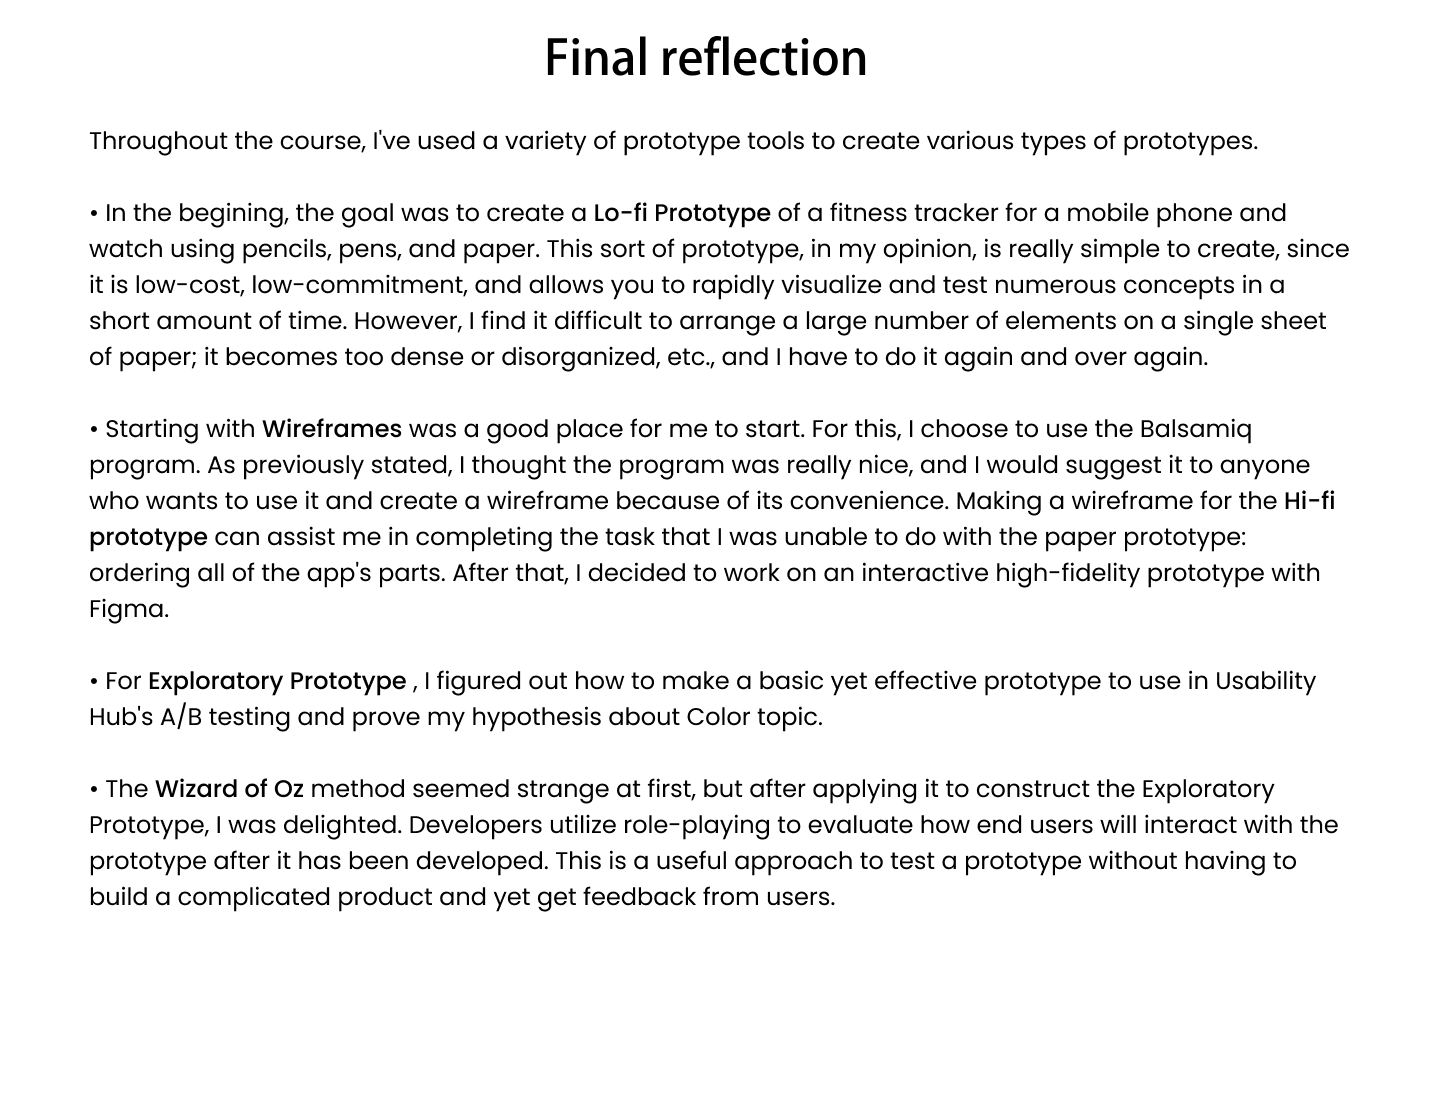 Final reflection
Throughout the course, I've used a variety of prototype tools to create various types of prototypes.
• In the begining, the goal was to create a Lo-fi Prototype of a fitness tracker for a mobile phone and
watch using pencils, pens, and paper. This sort of prototype, in my opinion, is really simple to create, since
it is low-cost, low-commitment, and allows you to rapidly visualize and test numerous concepts in a
short amount of time. However, I find it difficult to arrange a large number of elements on a single sheet
of paper; it becomes too dense or disorganized, etc., and I have to do it again and over again.
• Starting with Wireframes was a good place for me to start. For this, I choose to use the Balsamiq
program. As previously stated, I thought the program was really nice, and I would suggest it to anyone
who wants to use it and create a wireframe because of its convenience. Making a wireframe for the Hi-fi
prototype can assist me in completing the task that I was unable to do with the paper prototype:
ordering all of the app's parts. After that, I decided to work on an interactive high-fidelity prototype with
Figma.
• For Exploratory Prototype , I figured out how to make a basic yet effective prototype to use in Usability
Hub's A/B testing and prove my hypothesis about Color topic.
• The Wizard of Oz method seemed strange at first, but after applying it to construct the Exploratory
Prototype, I was delighted. Developers utilize role-playing to evaluate how end users will interact with the
prototype after it has been developed. This is a useful approach to test a prototype without having to
build a complicated product and yet get feedback from users.